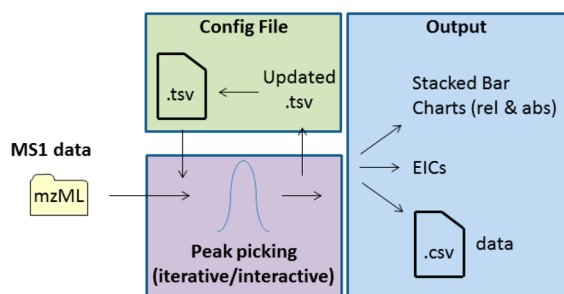 Config File
.tsv
Updated
.tsv
MS1 data
mzML
Peak picking
(iterative/interactive)
Output
Stacked Bar
Charts (rel & abs)
EICs
.csv
data